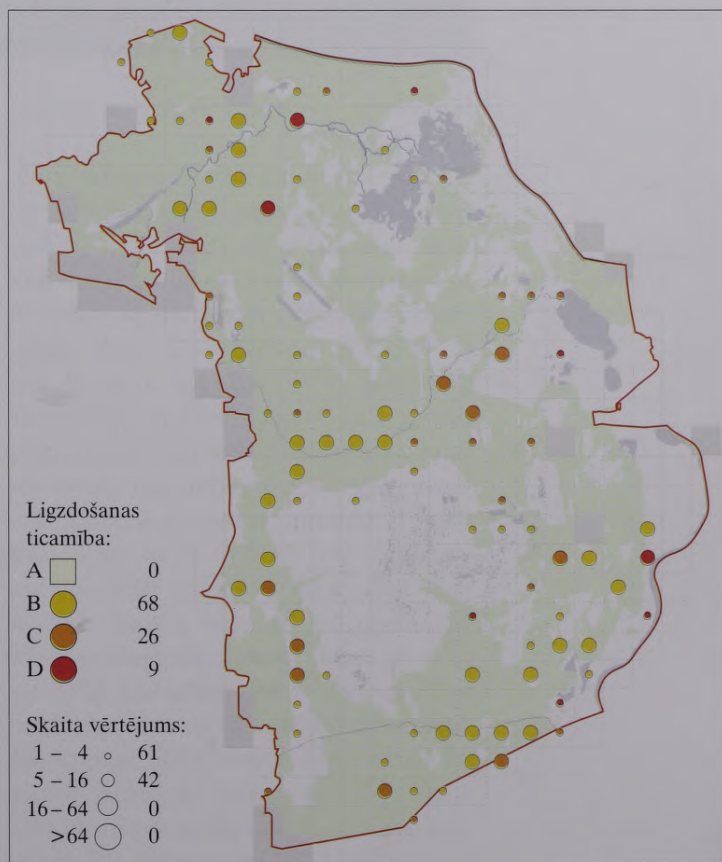 Ligzdošanas
ticamība:
A 0
B 68
C 26
D 9
Skaita vērtējums:
1 – 4 61
5 – 16 42
16 – 64 0
>64 0